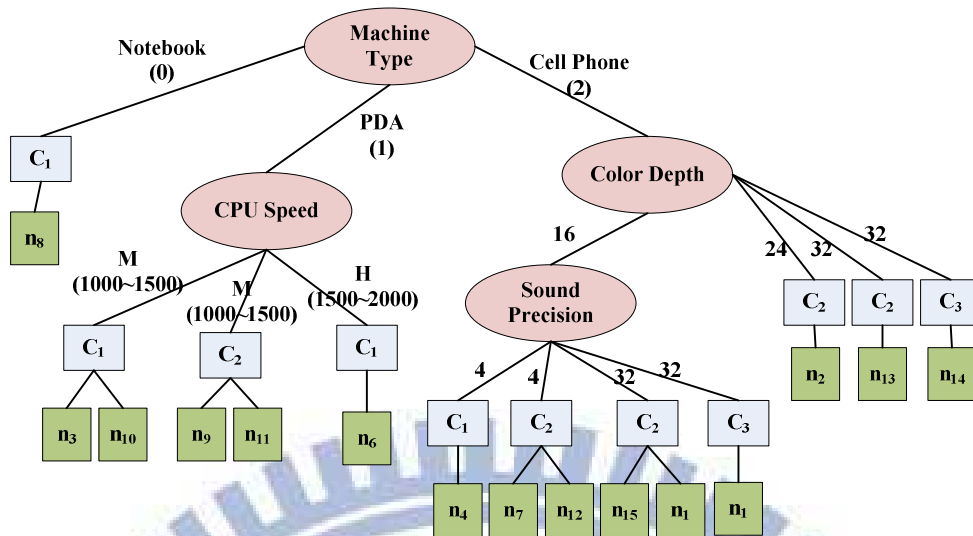 Machine
Type
Notebook
(0)
PDA
(1)
Cell Phone
(2)
C₁
n₈
CPU Speed
Color Depth
M
(1000~1500)
M
(1000~1500)
H
(1500~2000)
16
24
32
32
Sound
Precision
C₁
C₂
C₁
C₂
C₂
C₃
n₃
n₁₀
n₉
n₁₁
n₆
n₂
n₁₃
n₁₄
4
4
32
32
C₁
C₂
C₂
C₃
n₄
n₇
n₁₂
n₁₅
n₁
n₁